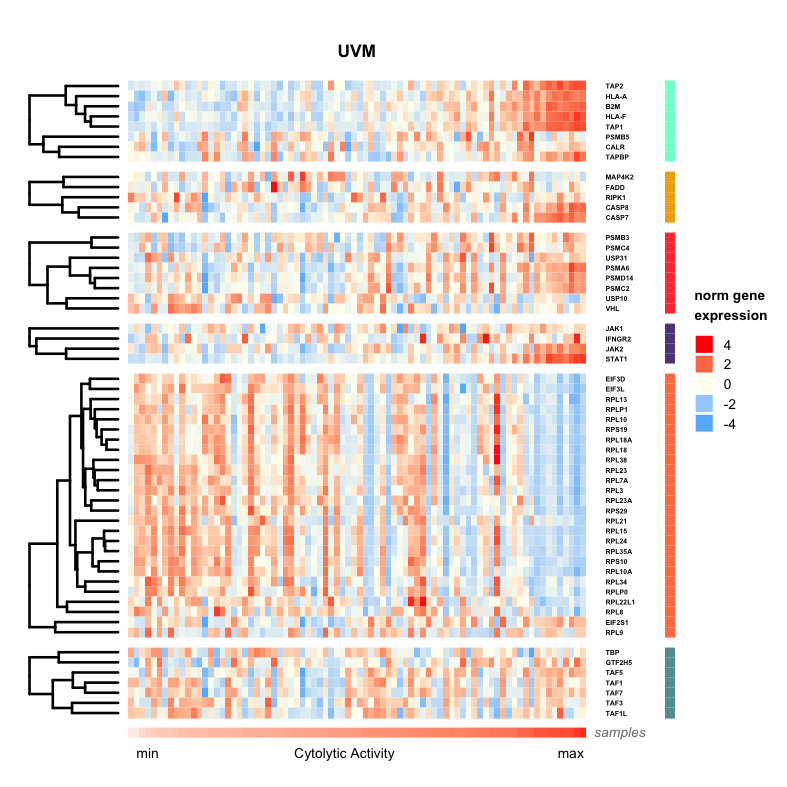 UVM
TAP2
HLA-A
B2M
HLA-F
TAP1
PSMB5
CALR
TAPBP
MAP4K2
FADD
RIPK1
CASP8
CASP7
PSMB3
PSMC4
USP31
PSMA6
PSMD14
PSMC2
USP10
VHL
JAK1
IFNGR2
JAK2
STAT1
EIF3D
EIF3L
RPL13
RPLP1
RPL10
RPS19
RPL18A
RPL18
RPL38
RPL23
RPL7A
RPL3
RPL23A
RPS29
RPL21
RPL15
RPL24
RPL35A
RPS10
RPL10A
RPL34
RPLP0
RPL22L1
RPL8
EIF2S1
RPL9
TBP
GTF2H5
TAF5
TAF1
TAF7
TAF3
TAF1L
norm gene
expression
4
2
0
-2
-4
samples
min Cytolytic Activity max